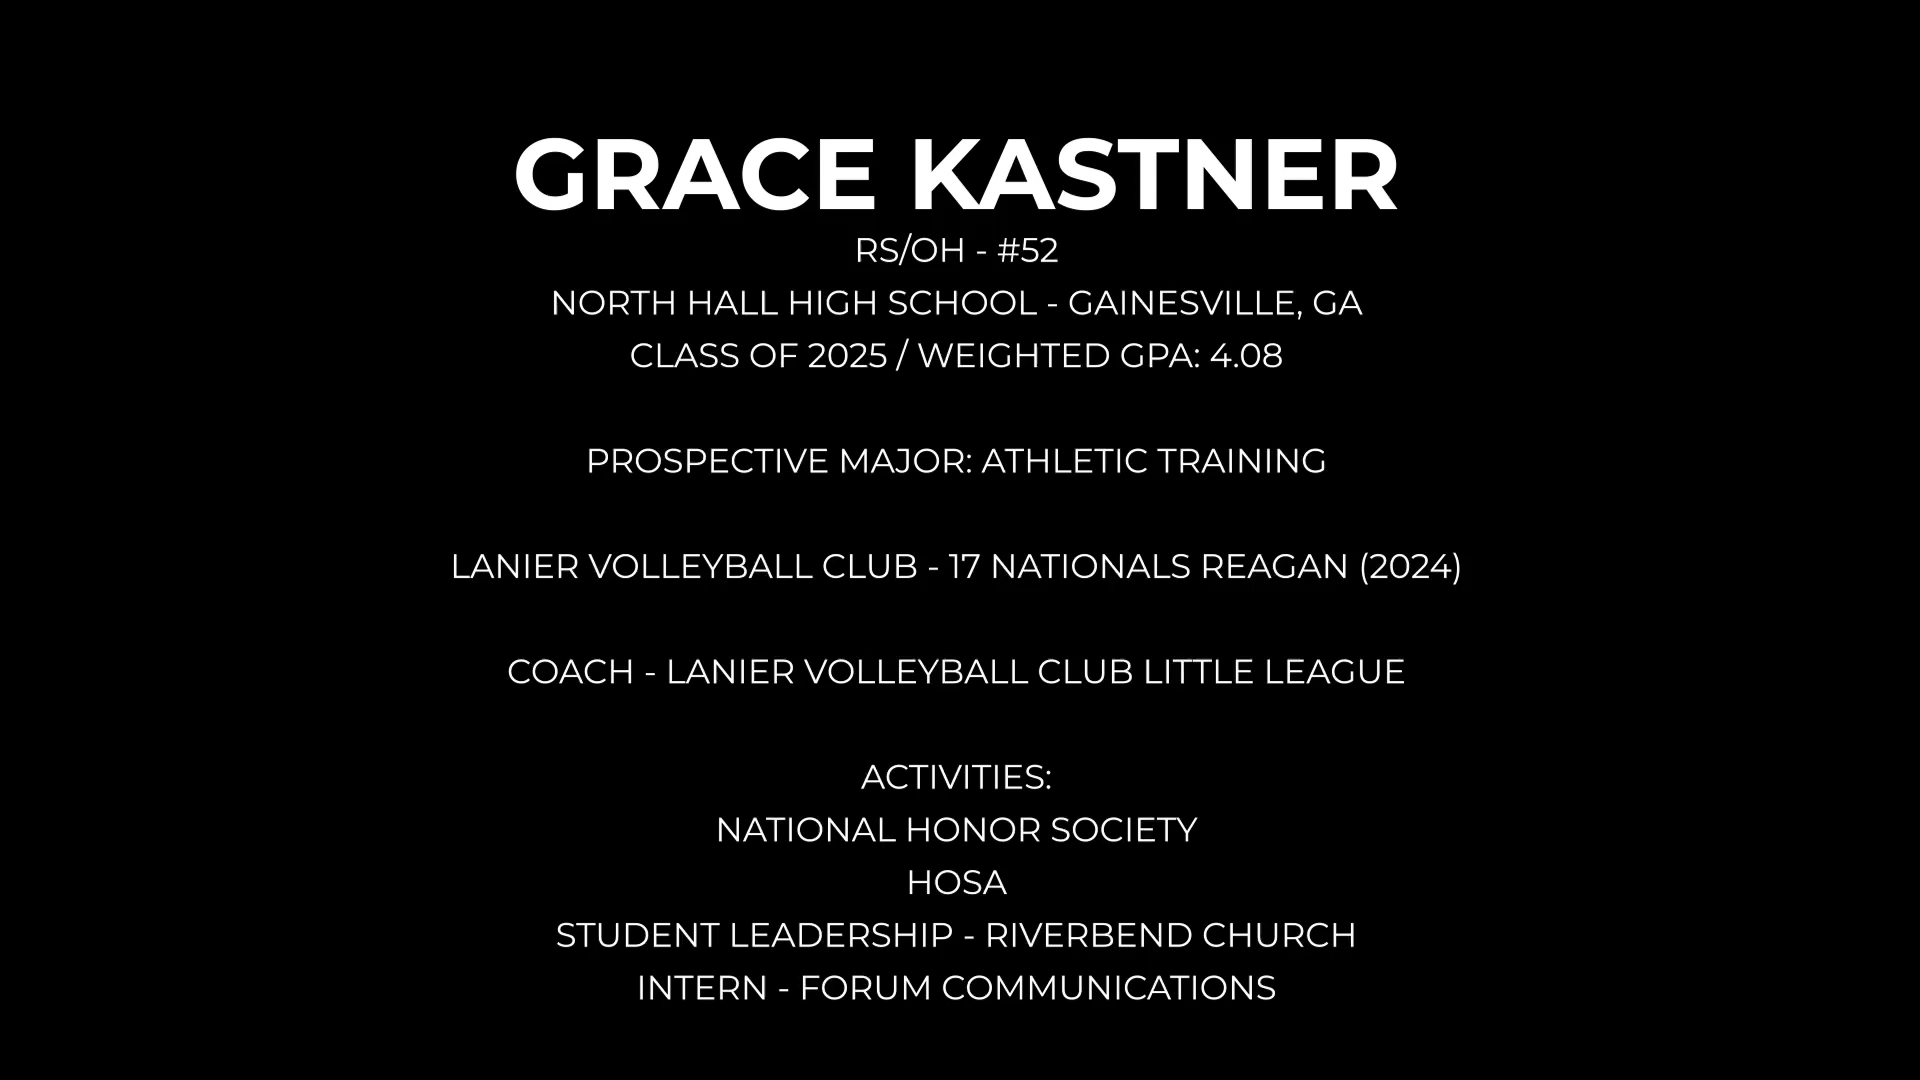 GRACE KASTNER
RS/OH - #52
NORTH HALL HIGH SCHOOL - GAINESVILLE, GA
CLASS OF 2025 / WEIGHTED GPA: 4.08
PROSPECTIVE MAJOR: ATHLETIC TRAINING
LANIER VOLLEYBALL CLUB - 17 NATIONALS REAGAN (2024)
COACH - LANIER VOLLEYBALL CLUB LITTLE LEAGUE
ACTIVITIES:
NATIONAL HONOR SOCIETY
HOSA
STUDENT LEADERSHIP - RIVERBEND CHURCH
INTERN - FORUM COMMUNICATIONS